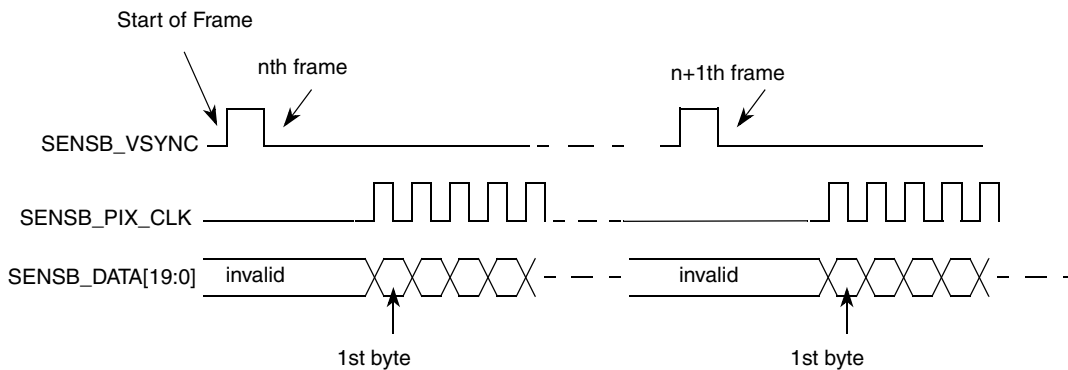 Start of Frame
nth frame
n+1th frame
SENSB_VSYNC
SENSB_PIX_CLK
SENSB_DATA[19:0]
invalid
invalid
1st byte
1st byte